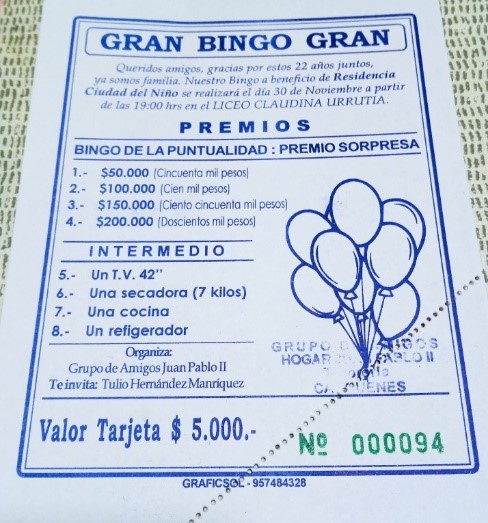 GRAN BINGO GRAN
Queridos amigos, gracias por estos 22 años juntos,
ya somos familia. Nuestro Bingo a beneficio de Residencia
Ciudad del Niño se realizará el día 30 de Noviembre a partir
de las 19:00 hrs en el LICEO CLAUDINA URRUTIA.
PREMIOS
BINGO DE LA PUNTUALIDAD : PREMIO SORPRESA
1.- $50.000 (Cincuenta mil pesos)
2.- $100.000 (Cien mil pesos)
3.- $150.000 (Ciento cincuenta mil pesos)
4.- $200.000 (Doscientos mil pesos)
INTERMEDIO
5.- Un T.V. 42"
6.- Una secadora (7 kilos)
7.- Una cocina
8.- Un refigerador
Organiza:
Grupo de Amigos Juan Pablo II
Te invita: Tulio Hernández Manríquez
GRUPO
HOGAR PABLO II
Valor Tarjeta $ 5.000.-
Nº 000094
GRAFICSOL - 957484328